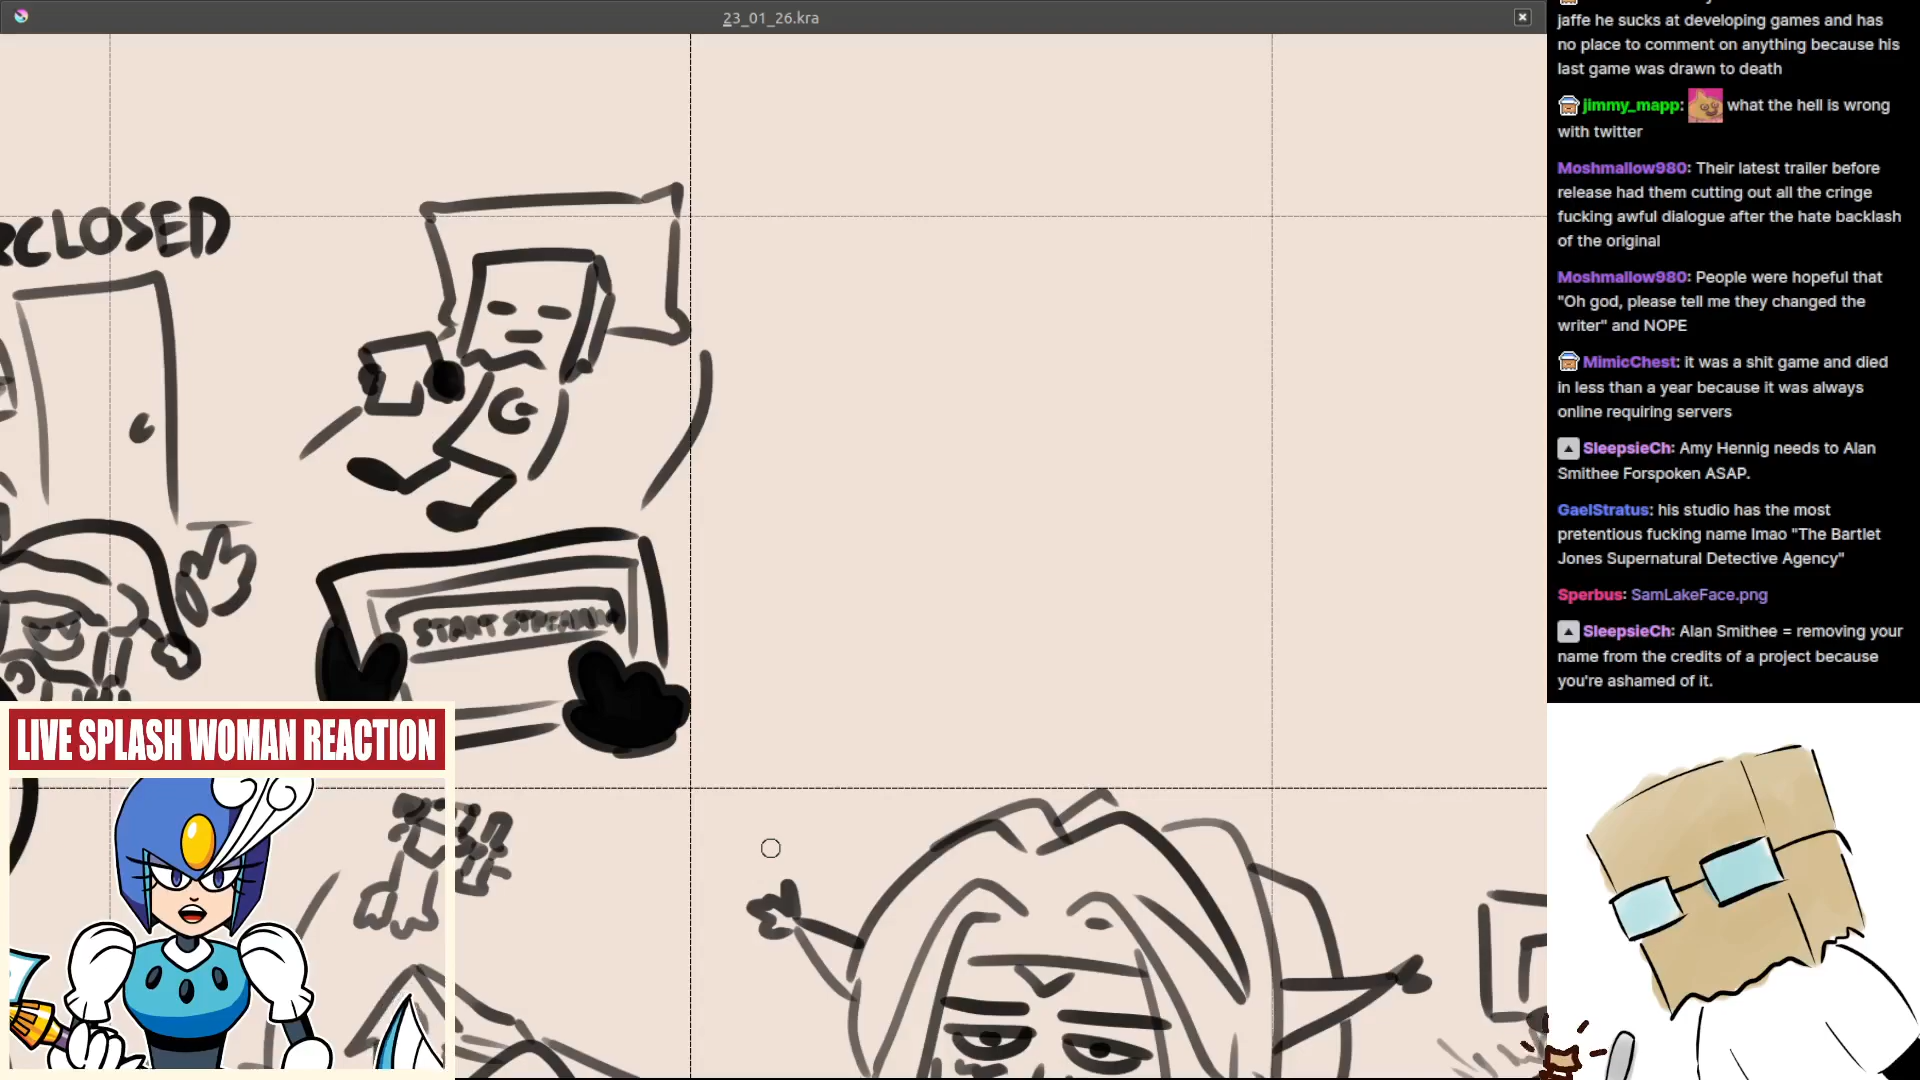 23_01_26.kra
jaffe he sucks at developing games and has
no place to comment on anything because his
last game was drawn to death
jimmy_mapp: what the hell is wrong
with twitter
Moshmallow980: Their latest trailer before
release had them cutting out all the cringe
fucking awful dialogue after the hate backlash
of the original
Moshmallow980: People were hopeful that
"Oh god, please tell me they changed the
writer" and NOPE
MimicChest: it was a shit game and died
in less than a year because it was always
online requiring servers
SleepsieCh: Amy Hennig needs to Alan
Smithee Forspoken ASAP.
GaelStratus: his studio has the most
pretentious fucking name lmao "The Bartlet
Jones Supernatural Detective Agency"
Sperbus: SamLakeFace.png
SleepsieCh: Alan Smithee = removing your
name from the credits of a project because
you're ashamed of it.
CLOSED
START STREAMING
LIVE SPLASH WOMAN REACTION